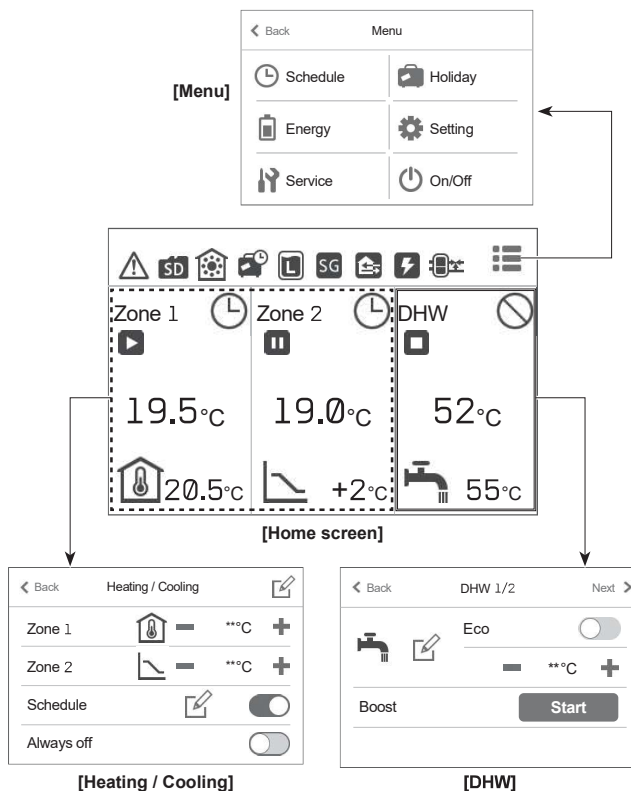 Back Menu
[Menu]
Schedule Holiday
Energy Setting
Service On/Off
SD L SG
Zone 1 Zone 2 DHW
19.5°C 19.0°C 52°C
20.5°C +2°C 55°C
[Home screen]
Back Heating / Cooling
Zone 1 **°C
Zone 2 **°C
Schedule
Always off
[Heating / Cooling]
Back DHW 1/2 Next
Eco
**°C
Boost Start
[DHW]